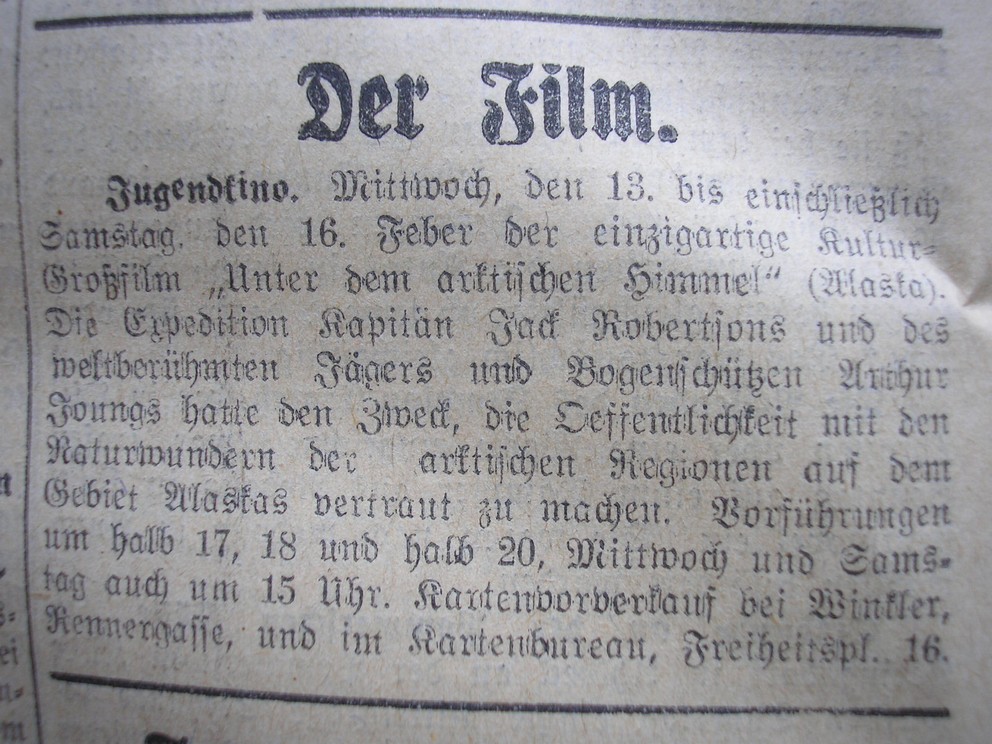 Der Film.
Jugendkino. Mittwoch, den 13. bis einschließlich
Samstag, den 16. Feber der einzigartige Kultur-
Großfilm „Unter dem arktischen Himmel“ (Alaska).
Die Expedition Kapitän Jack Robertsons und des
weltberühmten Jägers und Bogenschützen Arthur
Joungs hatte den Zweck, die Oeffentlichkeit mit den
Naturwundern der arktischen Regionen auf dem
Gebiet Alaskas vertraut zu machen. Vorführungen
um halb 17, 18 und halb 20, Mittwoch und Sams-
tag auch um 15 Uhr. Kartenvorverkauf bei Winkler,
Rennergasse, und im Kartenbureau, Freiheitspl. 16.